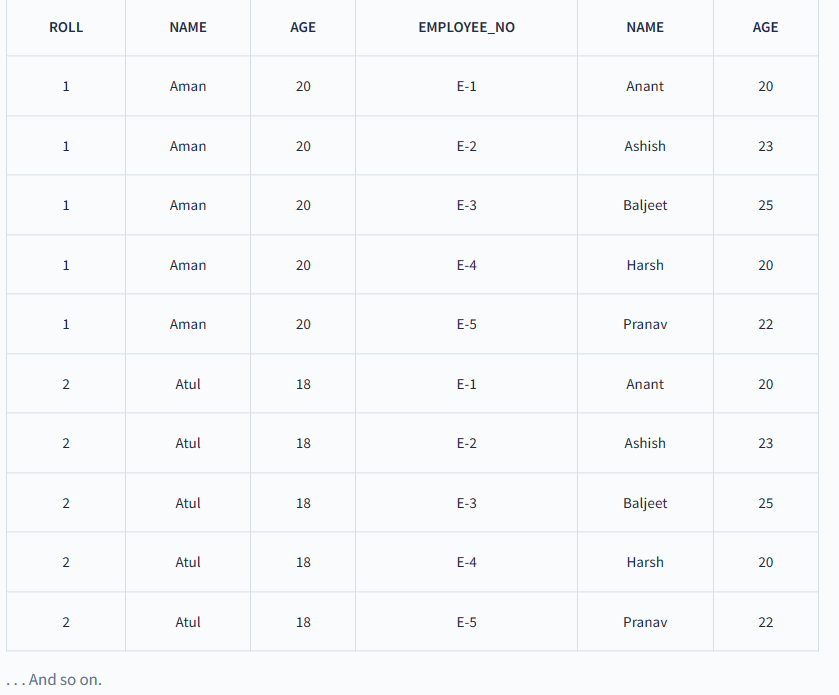 ROLL NAME AGE EMPLOYEE_NO NAME AGE
1 Aman 20 E-1 Anant 20
1 Aman 20 E-2 Ashish 23
1 Aman 20 E-3 Baljeet 25
1 Aman 20 E-4 Harsh 20
1 Aman 20 E-5 Pranav 22
2 Atul 18 E-1 Anant 20
2 Atul 18 E-2 Ashish 23
2 Atul 18 E-3 Baljeet 25
2 Atul 18 E-4 Harsh 20
2 Atul 18 E-5 Pranav 22
. . . And so on.